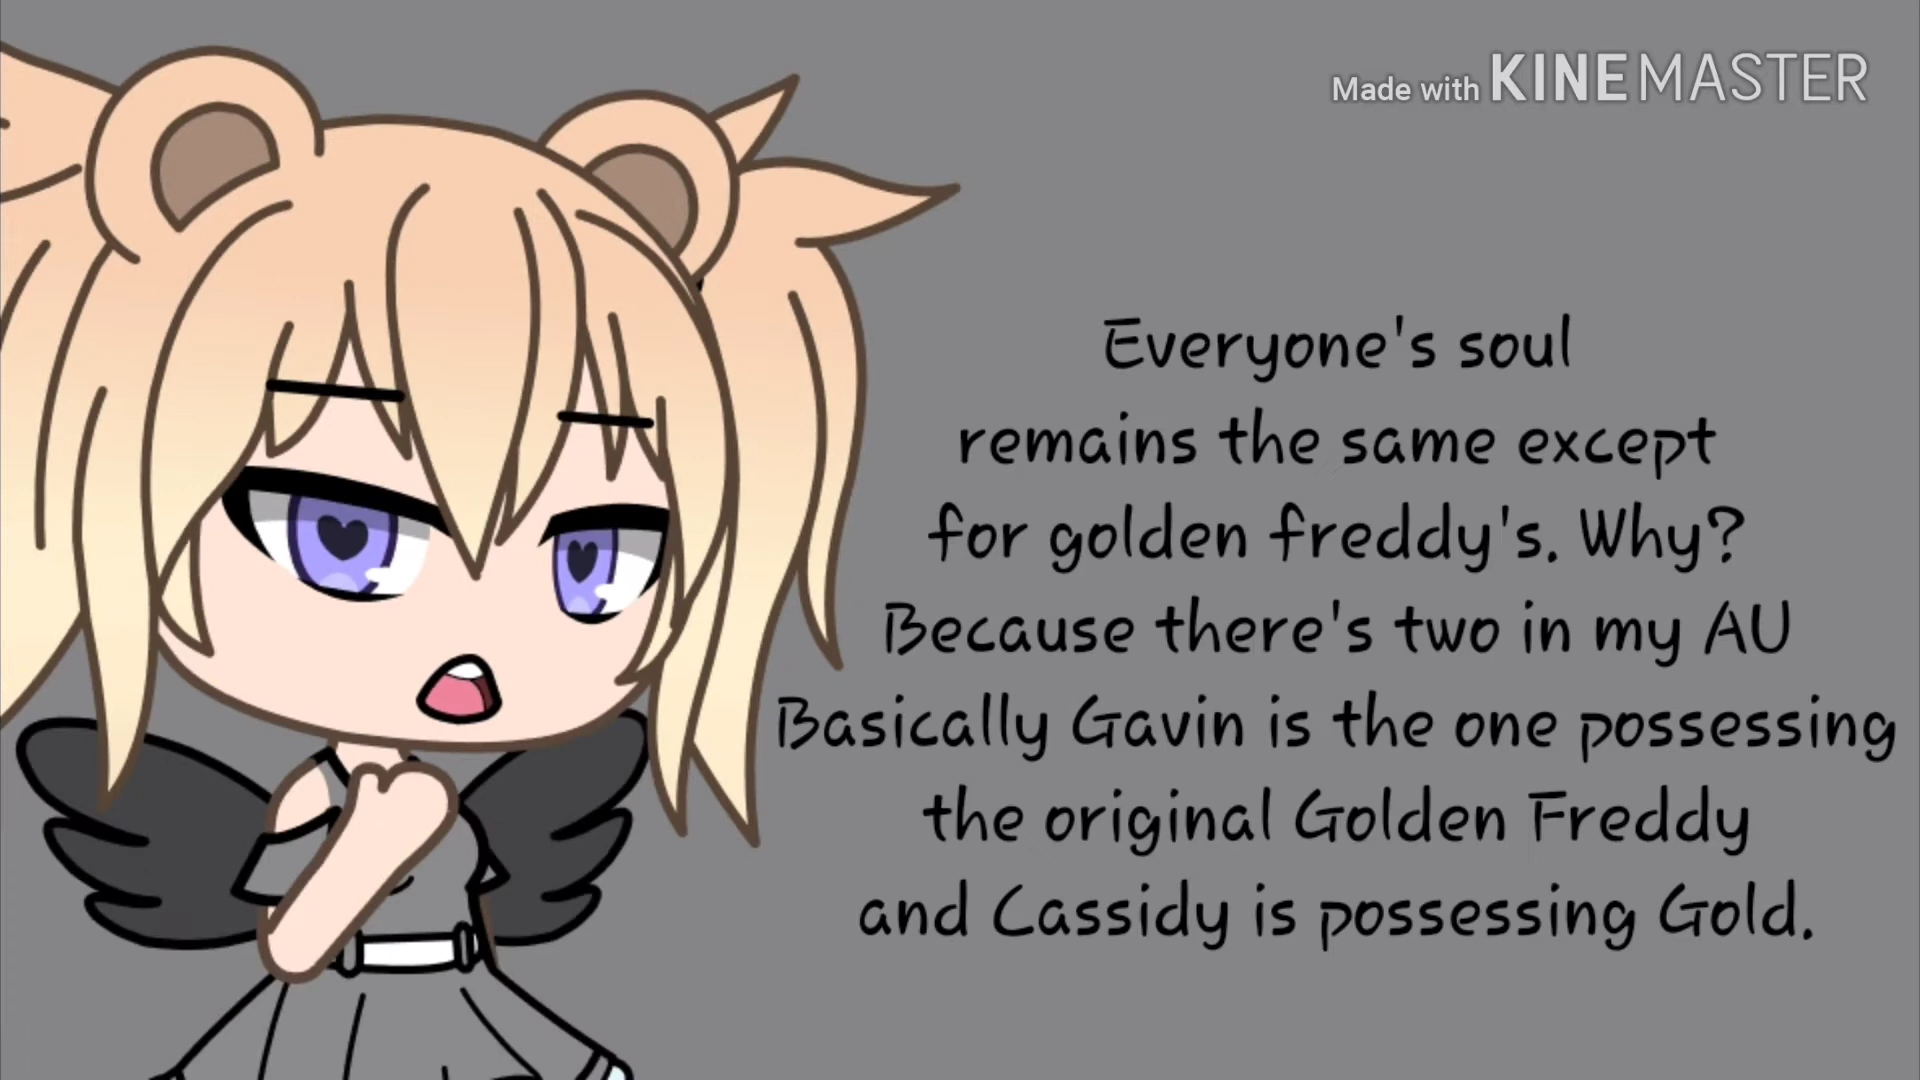 Made with KINEMASTER
Everyone's soul
remains the same except
for golden freddy's. Why?
Because there's two in my AU
Basically Gavin is the one possessing
the original Golden Freddy
and Cassidy is possessing Gold.